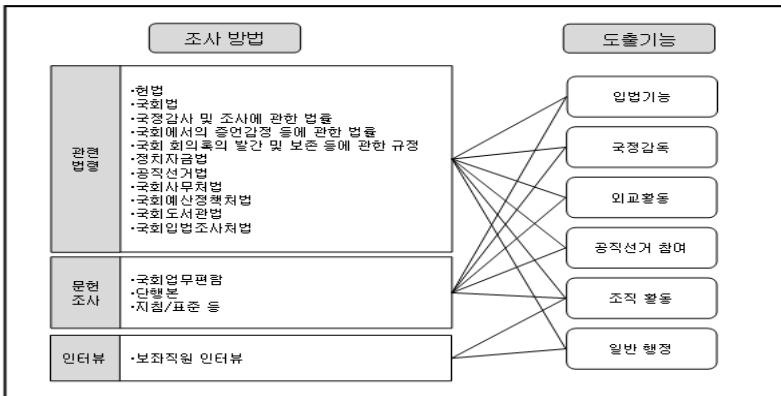 조사 방법
도출기능
관련
법령
·헌법
·국회법
·국정감사 및 조사에 관한 법률
·국회에서의 증언감정 등에 관한 법률
·국회 회의록의 발간 및 보존 등에 관한 규정
·정치자금법
·공직선거법
·국회사무처법
·국회예산정책처법
·국회도서관법
·국회입법조사처법
문헌
조사
·국회업무편람
·단행본
·지침/표준 등
인터뷰
·보좌직원 인터뷰
입법기능
국정감독
외교활동
공직선거 참여
조직 활동
일반 행정